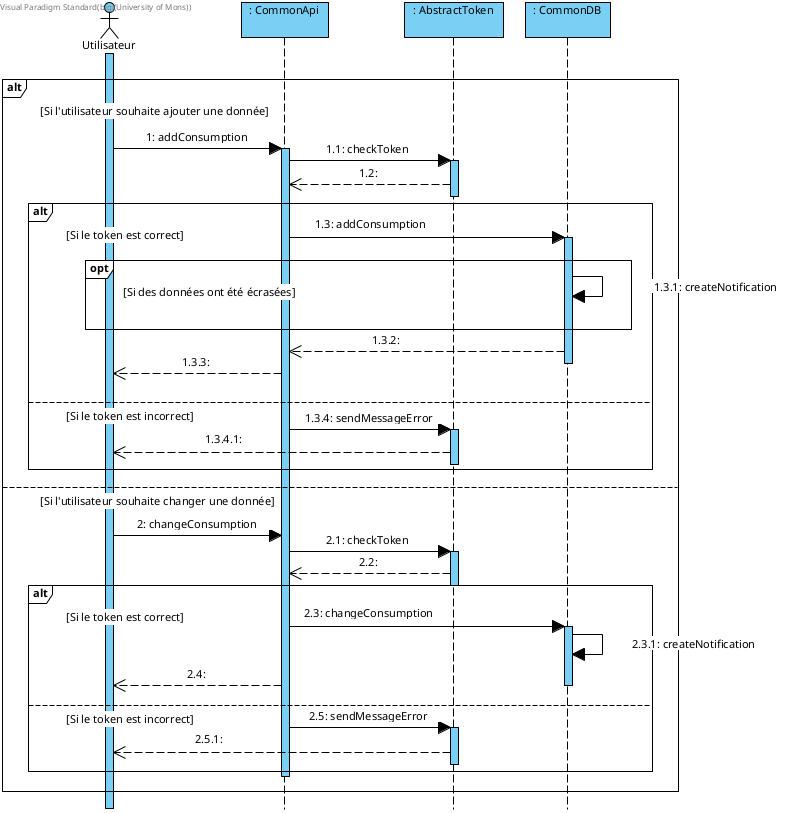 Visual Paradigm Standard(
(University of Mons))
: CommonApi
: AbstractToken
: CommonDB
Utilisateur
alt
[Si l'utilisateur souhaite ajouter une donnée]
1: addConsumption
1.1: checkToken
1.2:
alt
[Si le token est correct]
1.3: addConsumption
opt
[Si des données ont été écrasées]
1.3.1: createNotification
1.3.2:
1.3.3:
[Si le token est incorrect]
1.3.4: sendMessageError
1.3.4.1:
[Si l'utilisateur souhaite changer une donnée]
2: changeConsumption
2.1: checkToken
2.2:
alt
[Si le token est correct]
2.3: changeConsumption
2.3.1: createNotification
2.4:
[Si le token est incorrect]
2.5: sendMessageError
2.5.1: